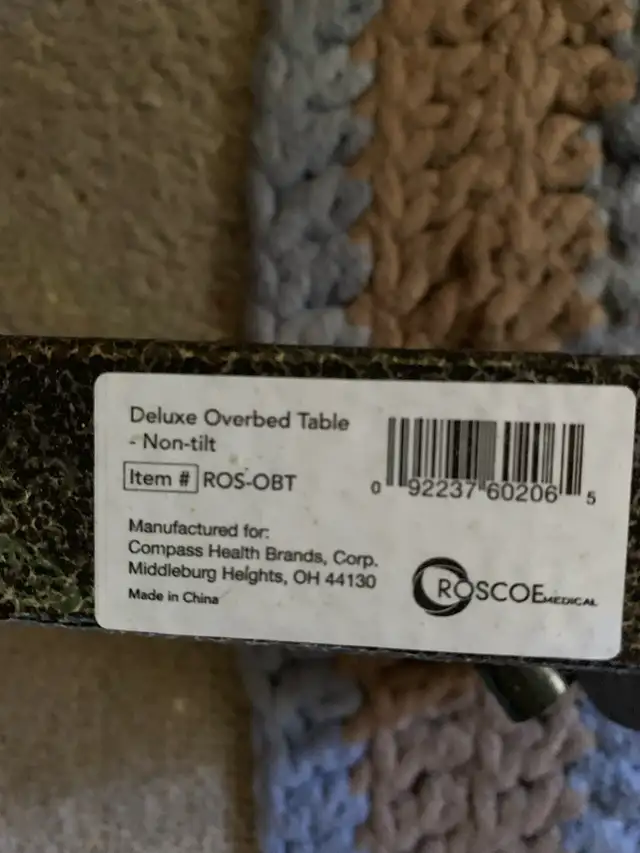 Deluxe Overbed Table
- Non-tilt
Item # ROS-OBT
0 92237 60206 5
Manufactured for:
Compass Health Brands, Corp.
Middleburg Heights, OH 44130
Made in China
ROSCOE MEDICAL